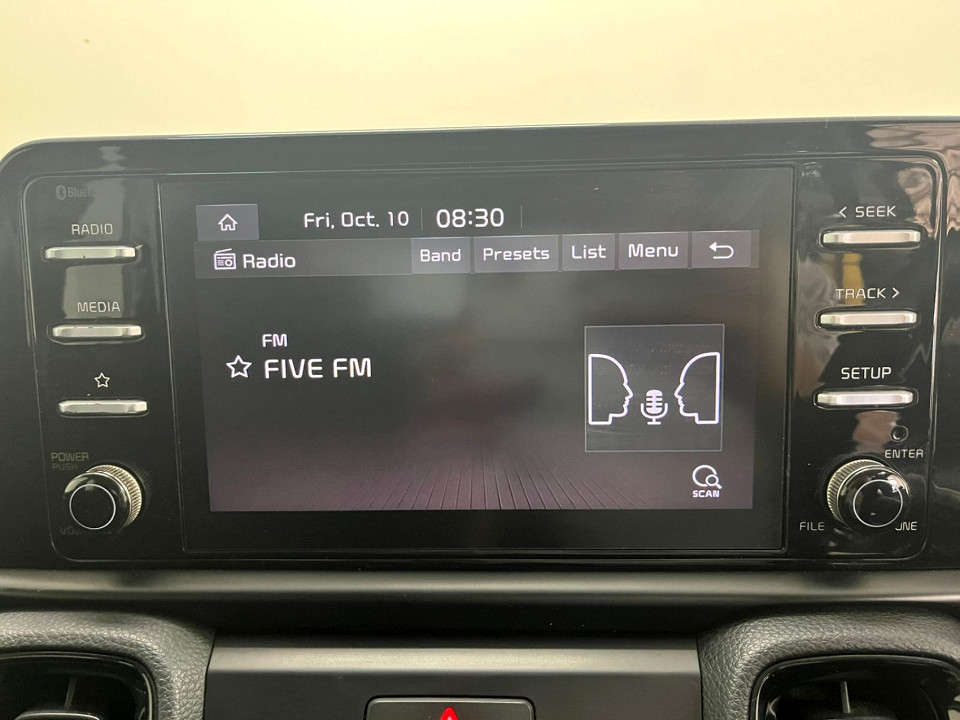 RADIO
MEDIA
POWER
PUSH
Fri, Oct. 10 08:30
Radio Band Presets List Menu
FM
FIVE FM
SCAN
< SEEK
TRACK >
SETUP
ENTER
FILE